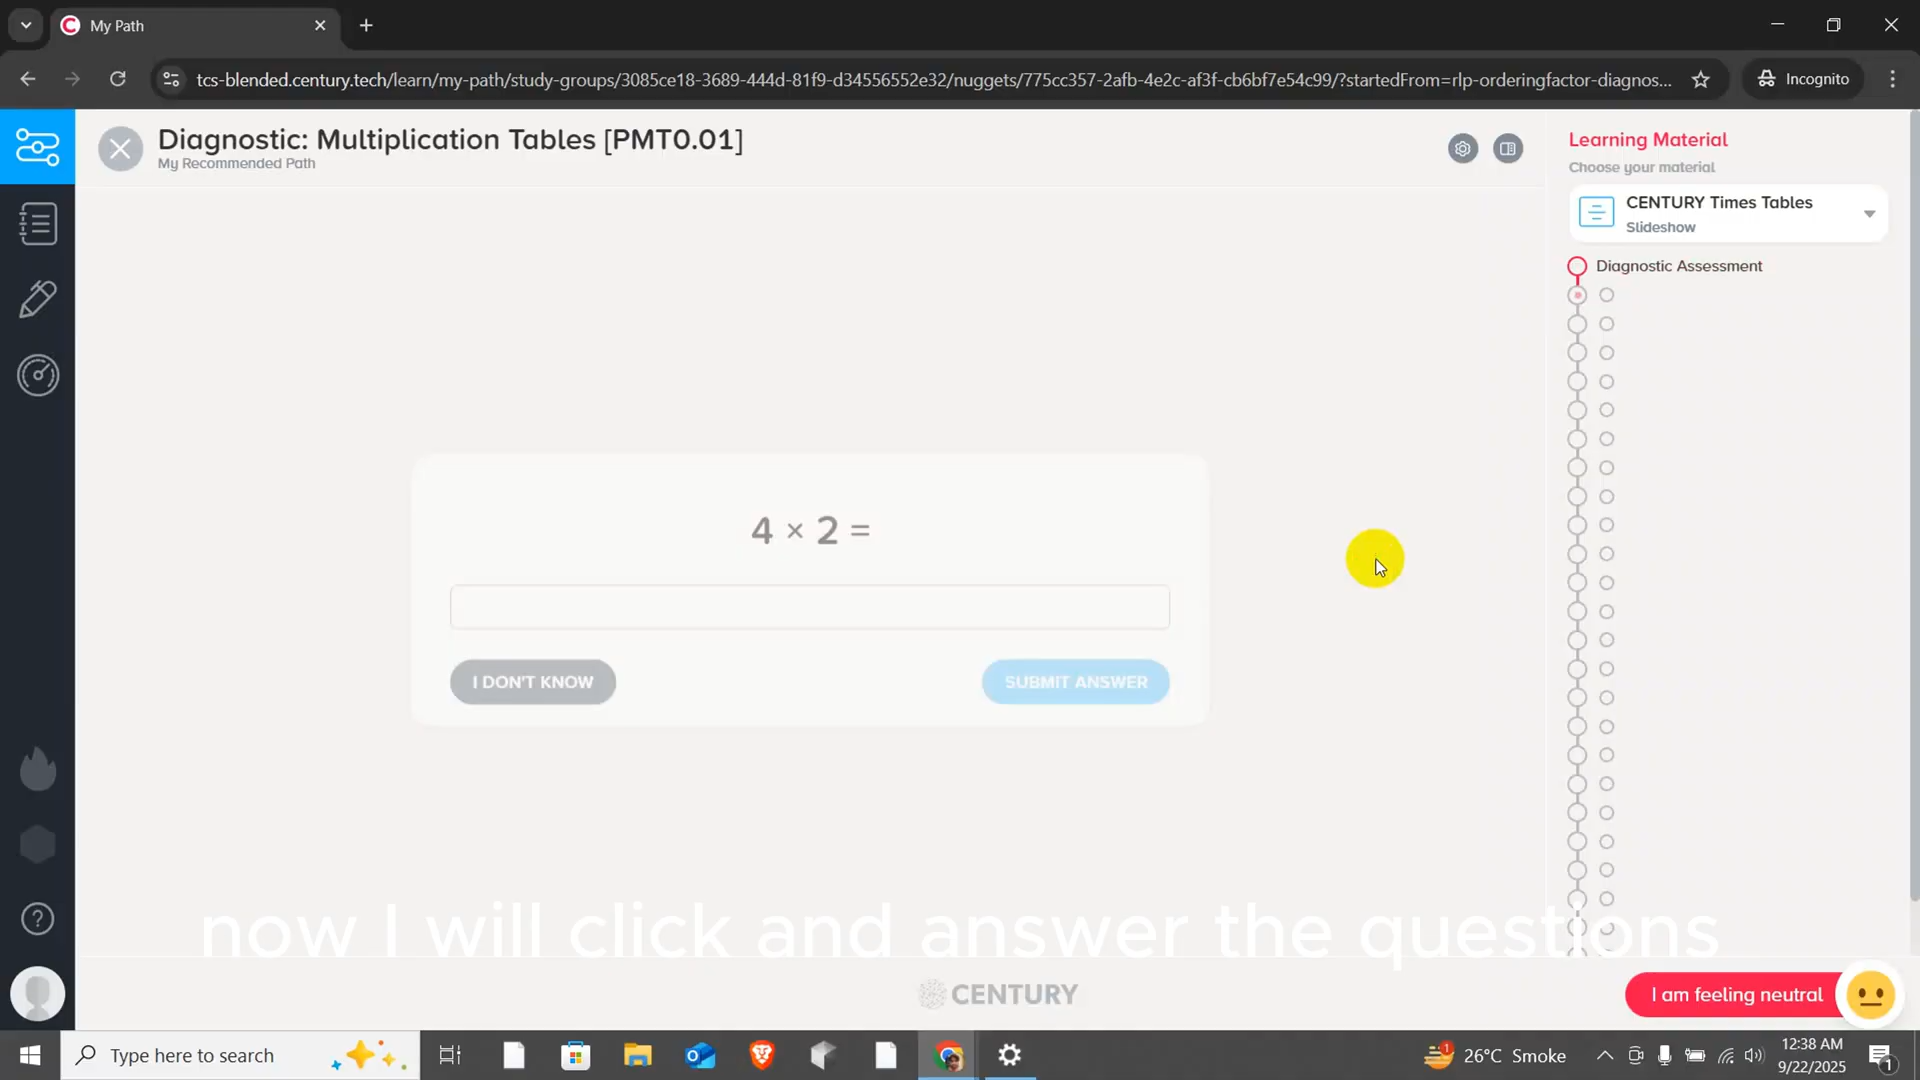 My Path
tcs-blended.century.tech/learn/my-path/study-groups/3085ce18-3689-444d-81f9-d34556552e32/nuggets/775cc357-2afb-4e2c-af3f-cb6bf7e54c99/?startedFrom=rlp-orderingfactor-diagnos...
Incognito
Diagnostic: Multiplication Tables [PMT0.01]
My Recommended Path
Learning Material
Choose your material
CENTURY Times Tables
Slideshow
Diagnostic Assessment
4 × 2 =
I DON'T KNOW
SUBMIT ANSWER
now I will click and answer the questions
CENTURY
I am feeling neutral
Type here to search
1
26°C Smoke
12:38 AM
9/22/2025
1